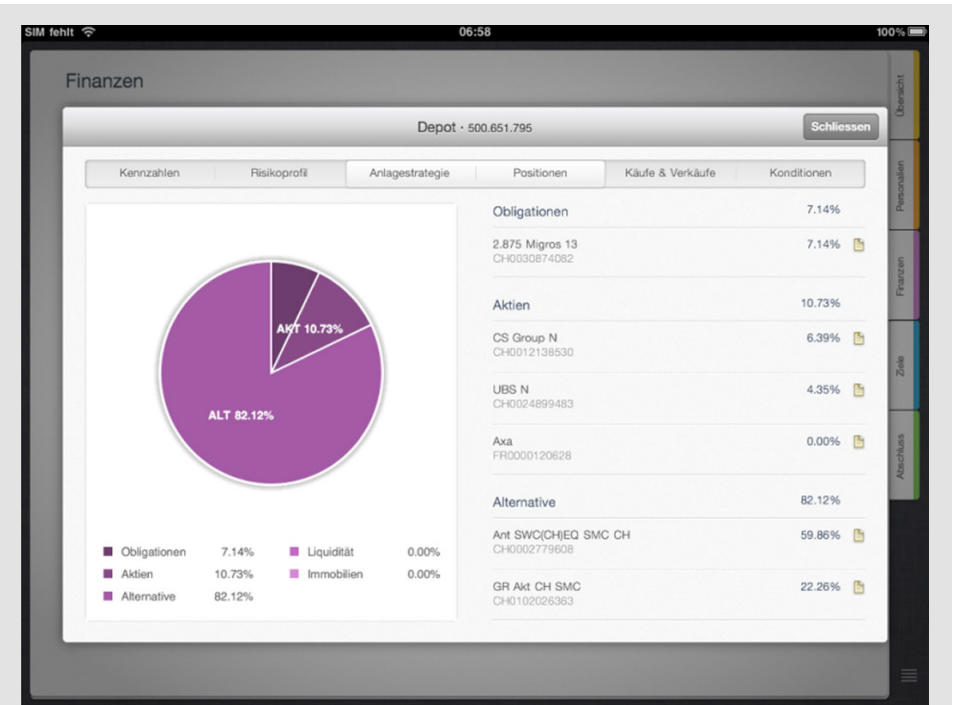 SIM fehlt 06:58 100%
Finanzen
Depot · 500.651.795
Schliessen
Kennzahlen Risikoprofil Anlagestrategie Positionen Käufe & Verkäufe Konditionen
AKT 10.73%
ALT 82.12%
Obligationen 7.14% Liquidität 0.00%
Aktien 10.73% Immobilien 0.00%
Alternative 82.12%
Obligationen 7.14%
2.875 Migros 13 7.14%
CH0030874082
Aktien 10.73%
CS Group N 6.39%
CH0012138530
UBS N 4.35%
CH0024899483
Axa 0.00%
FR0000120628
Alternative 82.12%
Ant SWC(CH)EQ SMC CH 59.86%
CH0002779608
GR Akt CH SMC 22.26%
CH0102026363
Übersicht
Personalien
Finanzen
Ziele
Abschluss